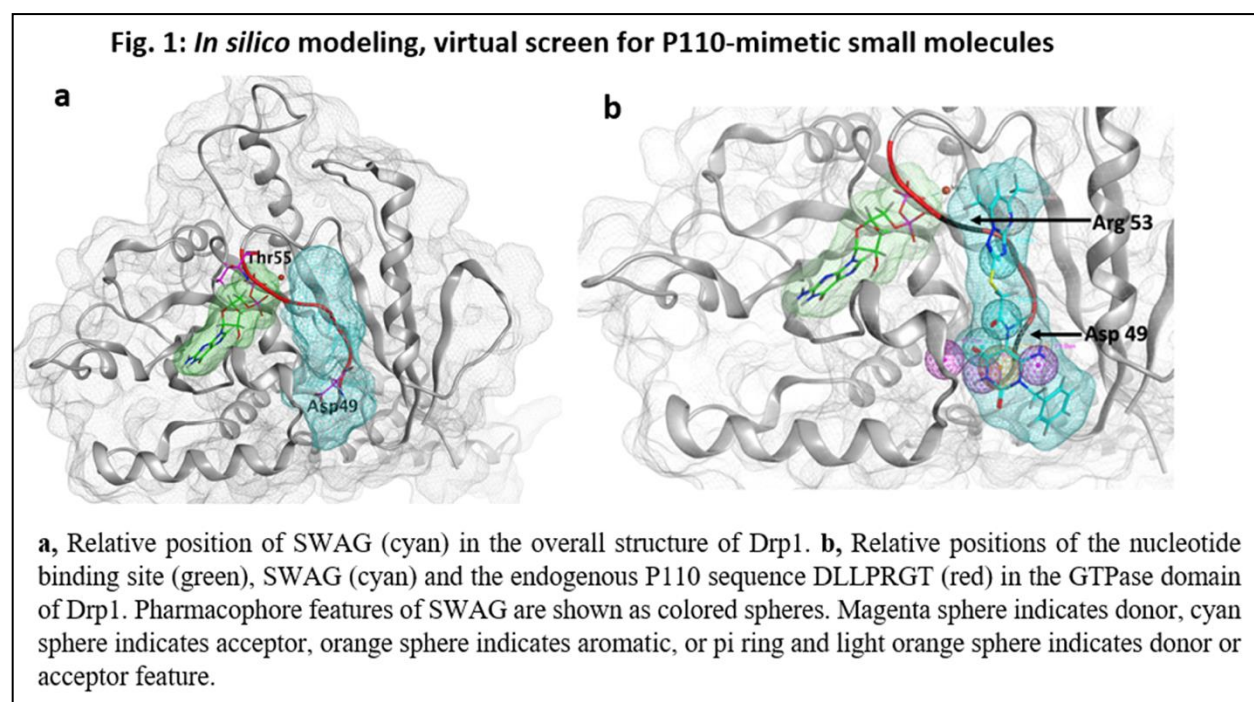 Fig. 1: In silico modeling, virtual screen for P110-mimetic small molecules
a
b
Thr55
Asp49
Arg 53
Asp 49
a, Relative position of SWAG (cyan) in the overall structure of Drp1. b, Relative positions of the nucleotide
binding site (green), SWAG (cyan) and the endogenous P110 sequence DLLPRGT (red) in the GTPase domain
of Drp1. Pharmacophore features of SWAG are shown as colored spheres. Magenta sphere indicates donor, cyan
sphere indicates acceptor, orange sphere indicates aromatic, or pi ring and light orange sphere indicates donor or
acceptor feature.